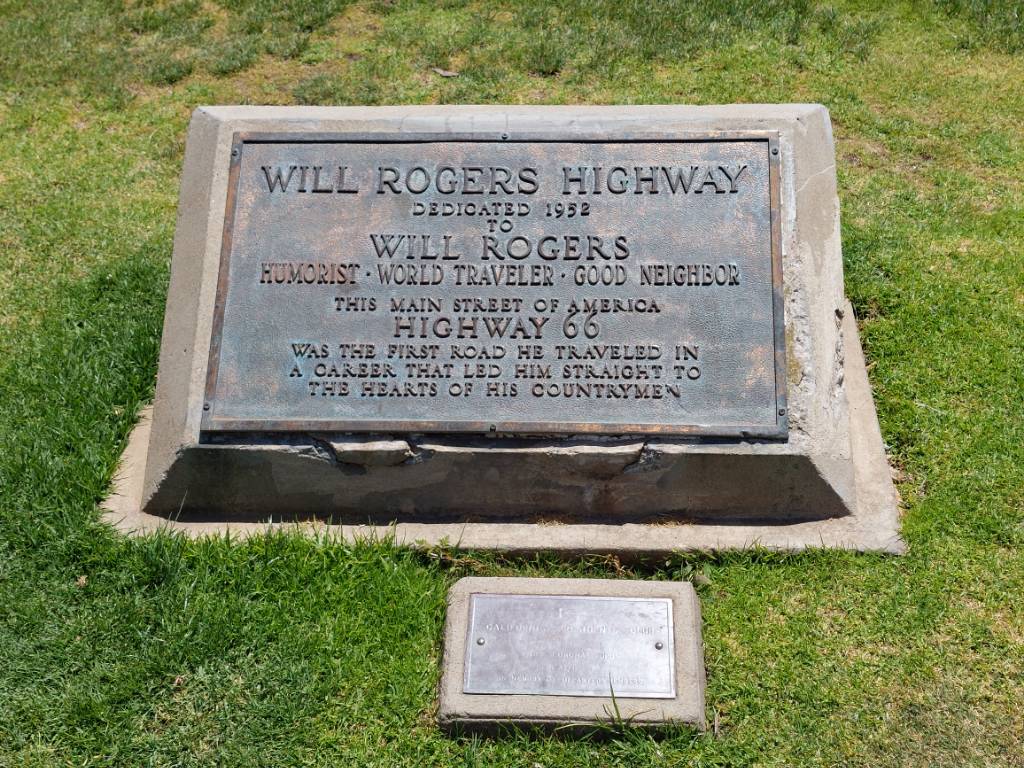 WILL ROGERS HIGHWAY
DEDICATED 1952
TO
WILL ROGERS
HUMORIST · WORLD TRAVELER · GOOD NEIGHBOR
THIS MAIN STREET OF AMERICA
HIGHWAY 66
WAS THE FIRST ROAD HE TRAVELED IN
A CAREER THAT LED HIM STRAIGHT TO
THE HEARTS OF HIS COUNTRYMEN
CALIFORNIA